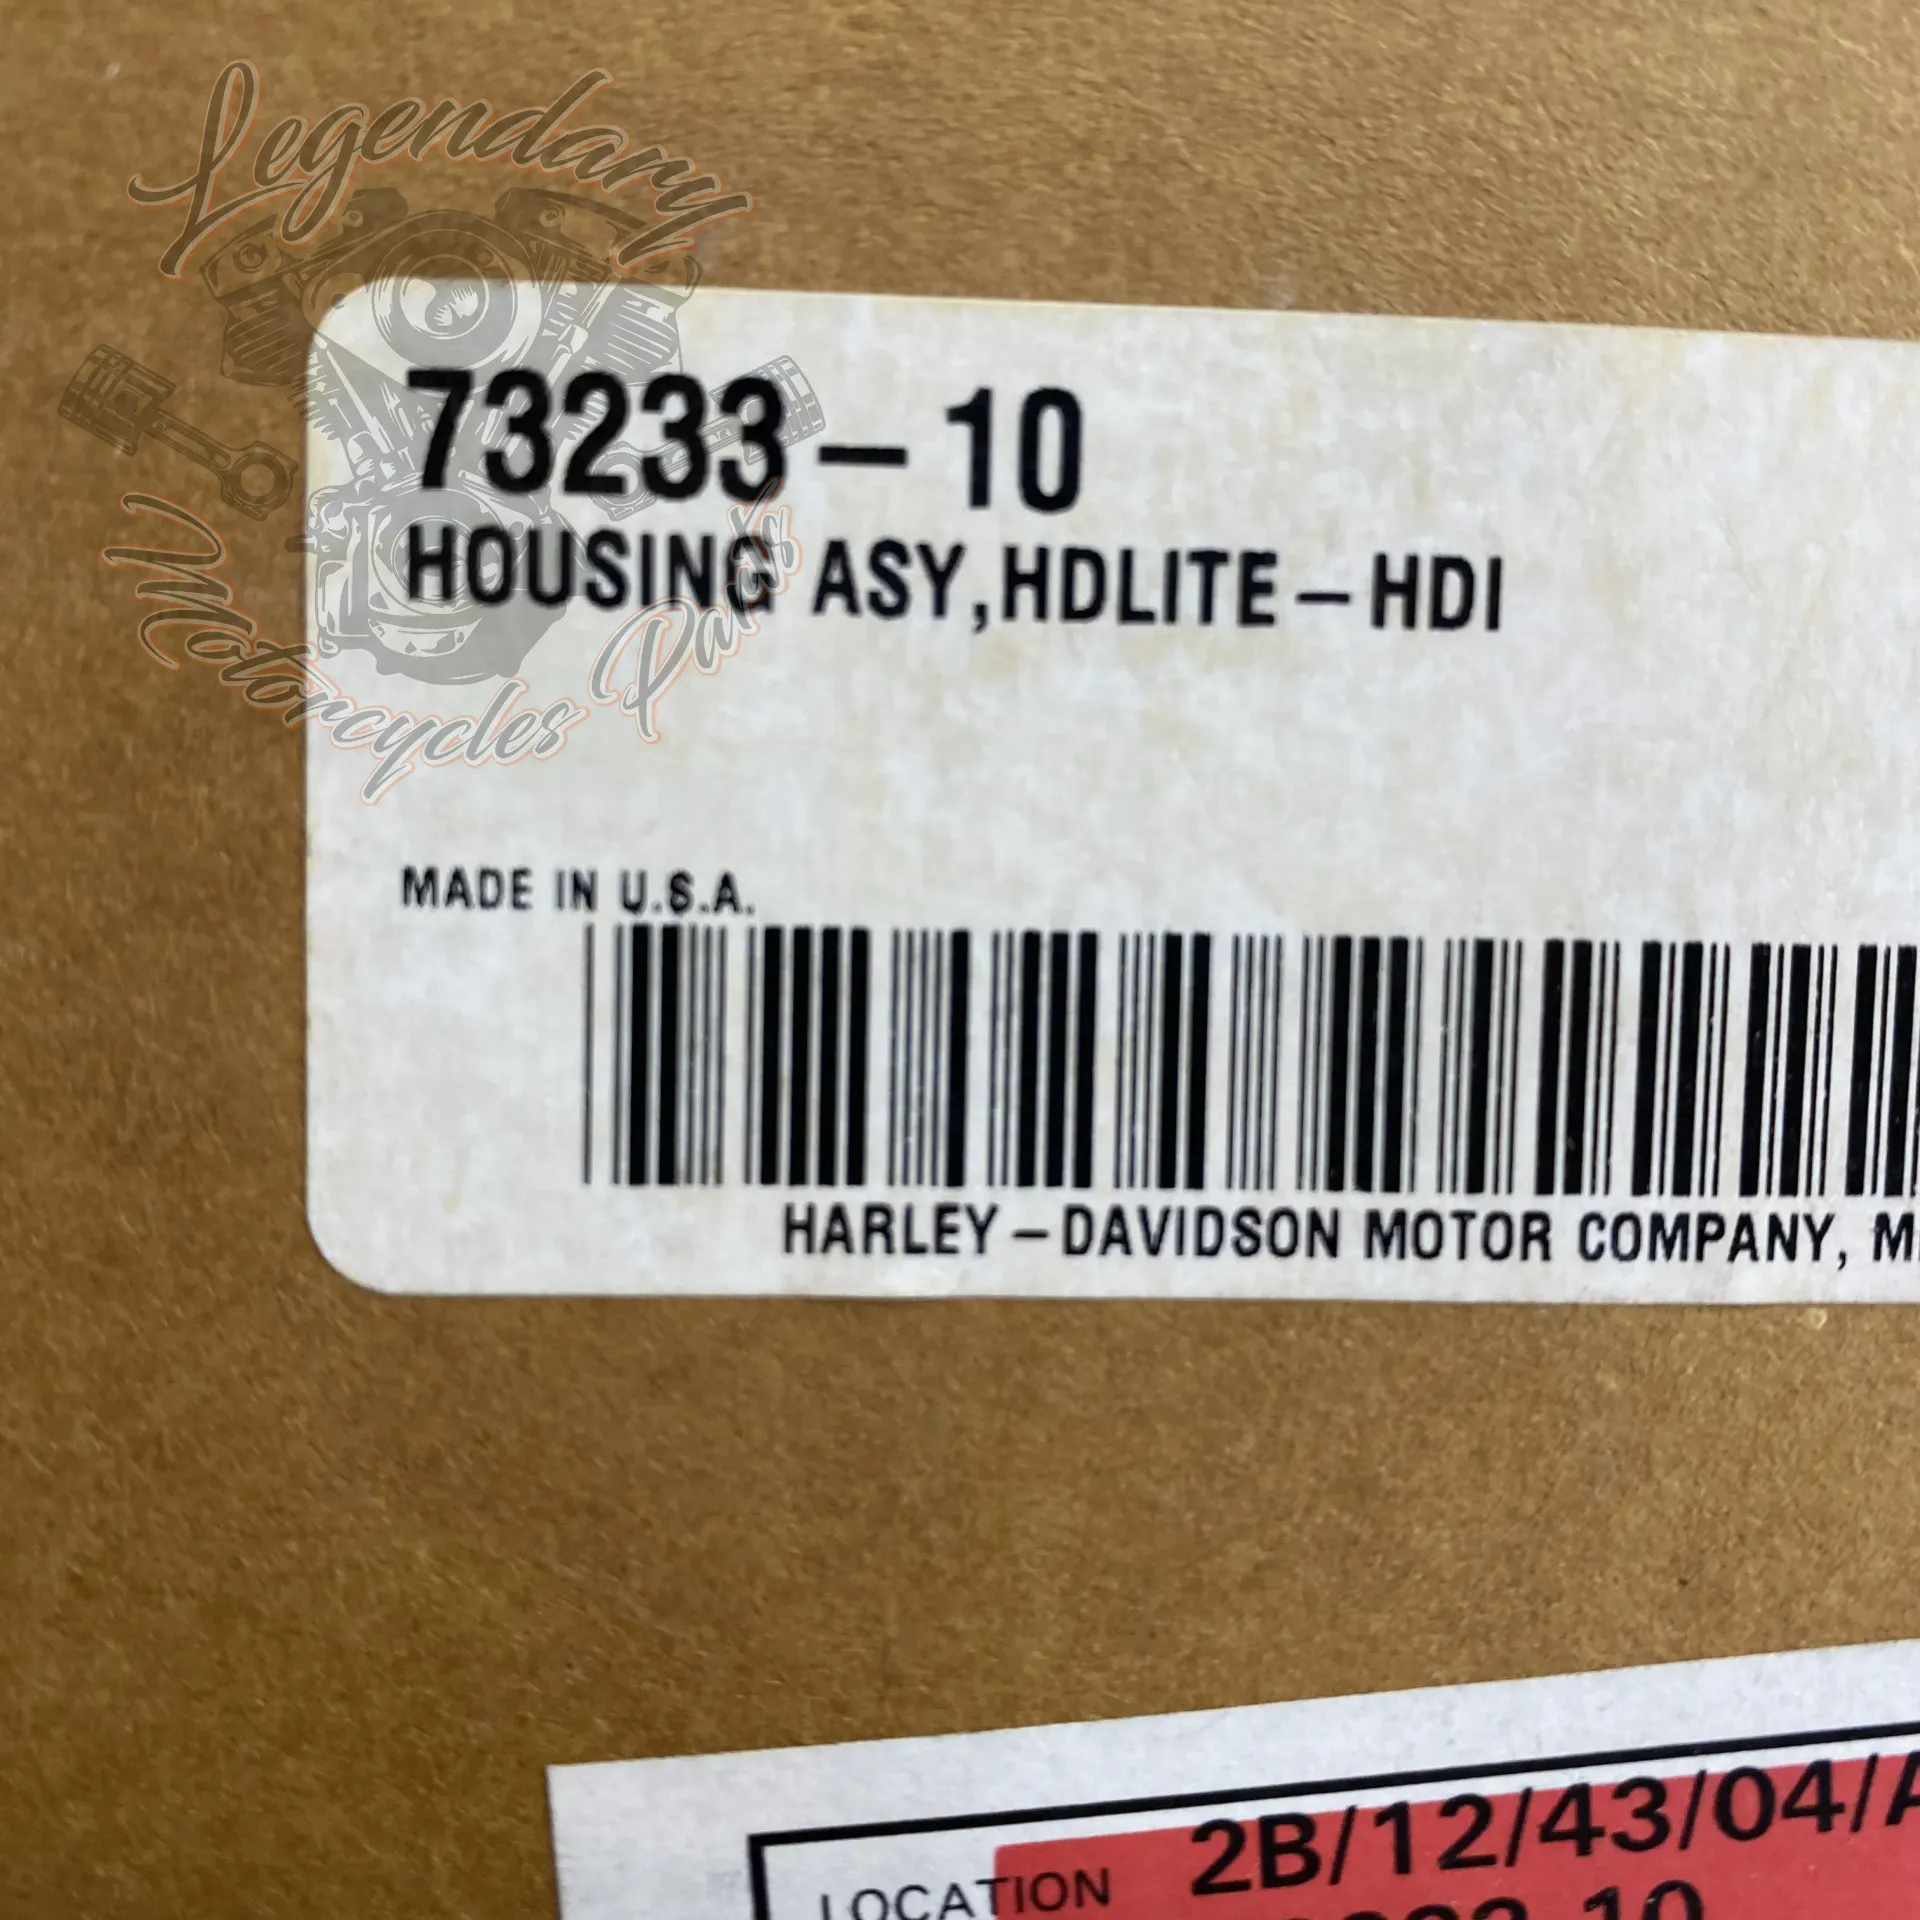 Legendary
Motorcycles Parts
73233-10
HOUSING ASY,HDLITE-HDI
MADE IN U.S.A.
HARLEY-DAVIDSON MOTOR COMPANY,
LOCATION 2B/12/43/04/A
10